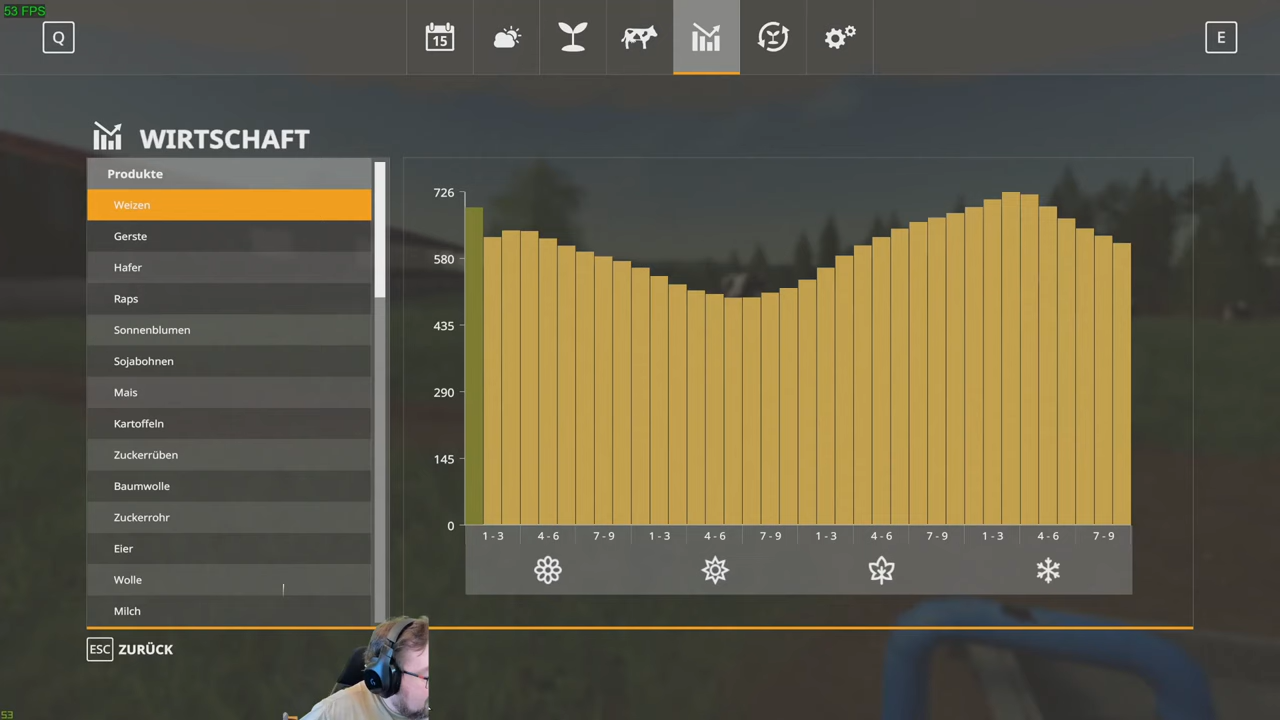 53 FPS
Q
15
E
WIRTSCHAFT
Produkte
Weizen
Gerste
Hafer
Raps
Sonnenblumen
Sojabohnen
Mais
Kartoffeln
Zuckerrüben
Baumwolle
Zuckerrohr
Eier
Wolle
Milch
726
580
435
290
145
0
1 - 3 4 - 6 7 - 9 1 - 3 4 - 6 7 - 9 1 - 3 4 - 6 7 - 9 1 - 3 4 - 6 7 - 9
ESC ZURÜCK
53